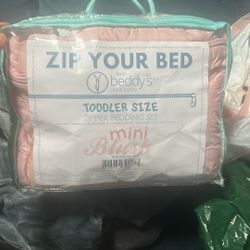 ZIP YOUR BED
beddy's
TODDLER SIZE
ZIPPER BEDDING SET
mini
Blush